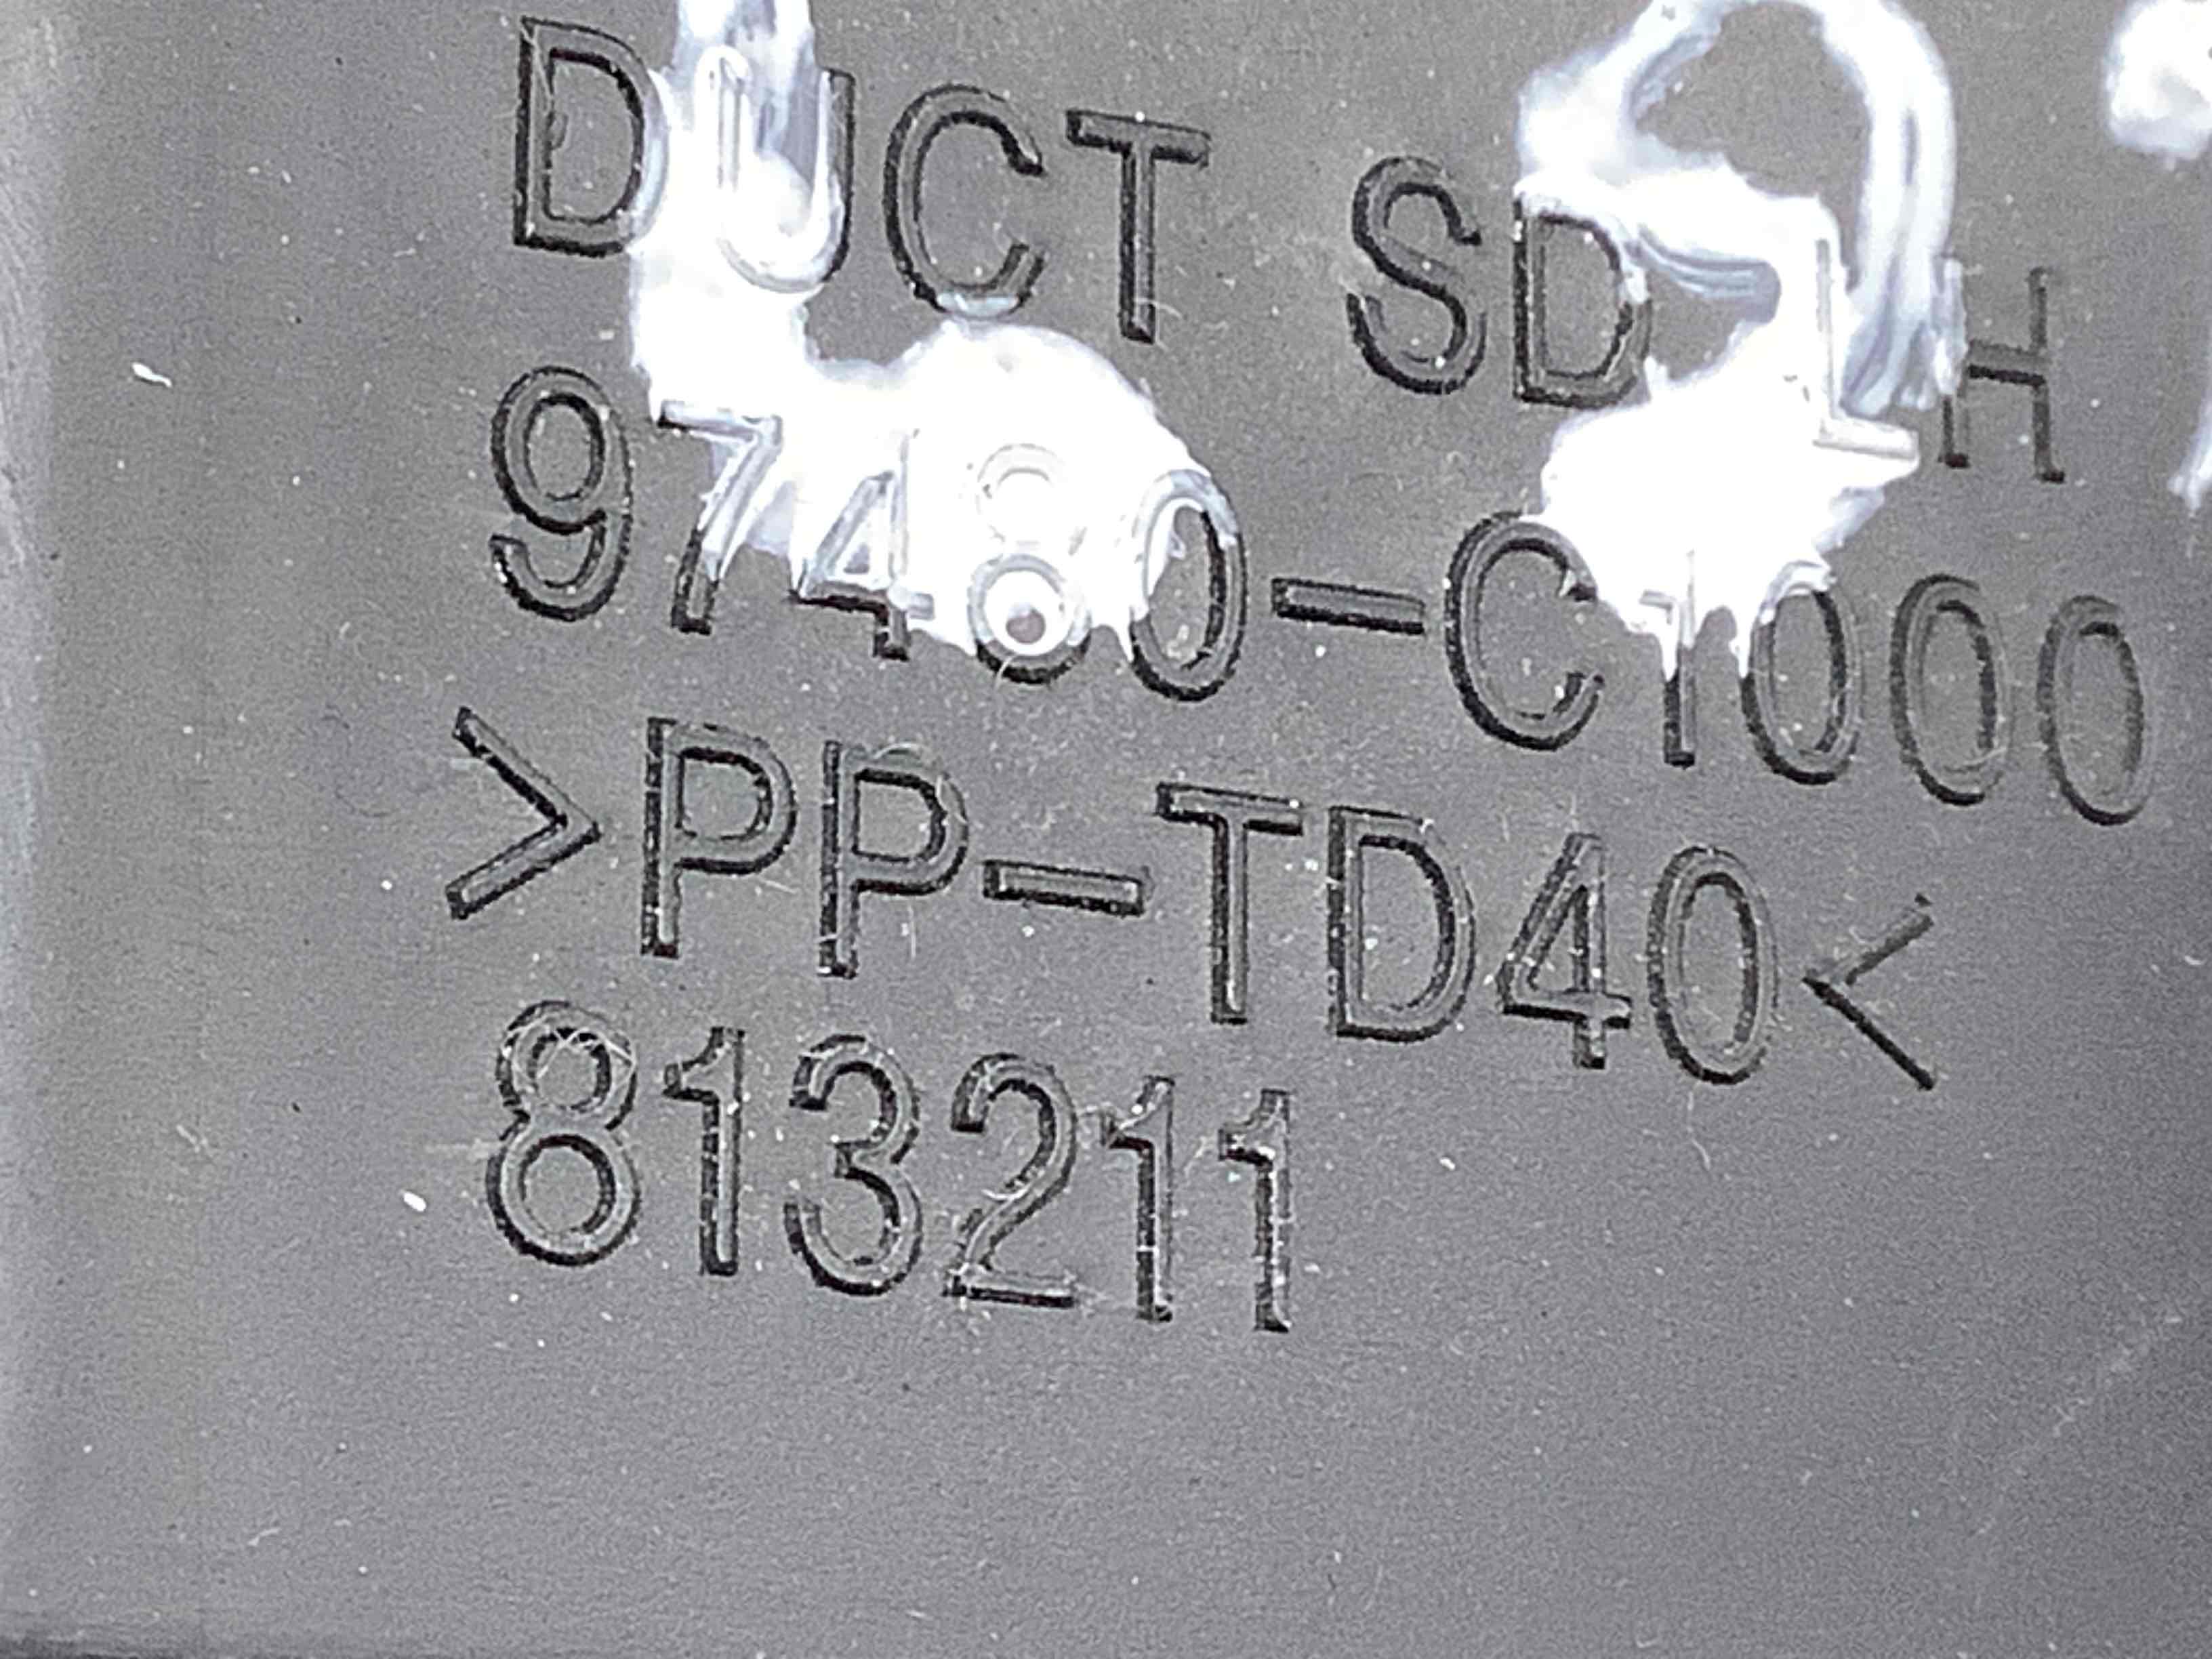 DUCT SD LH
97480-C1000
>PP-TD40<
813211